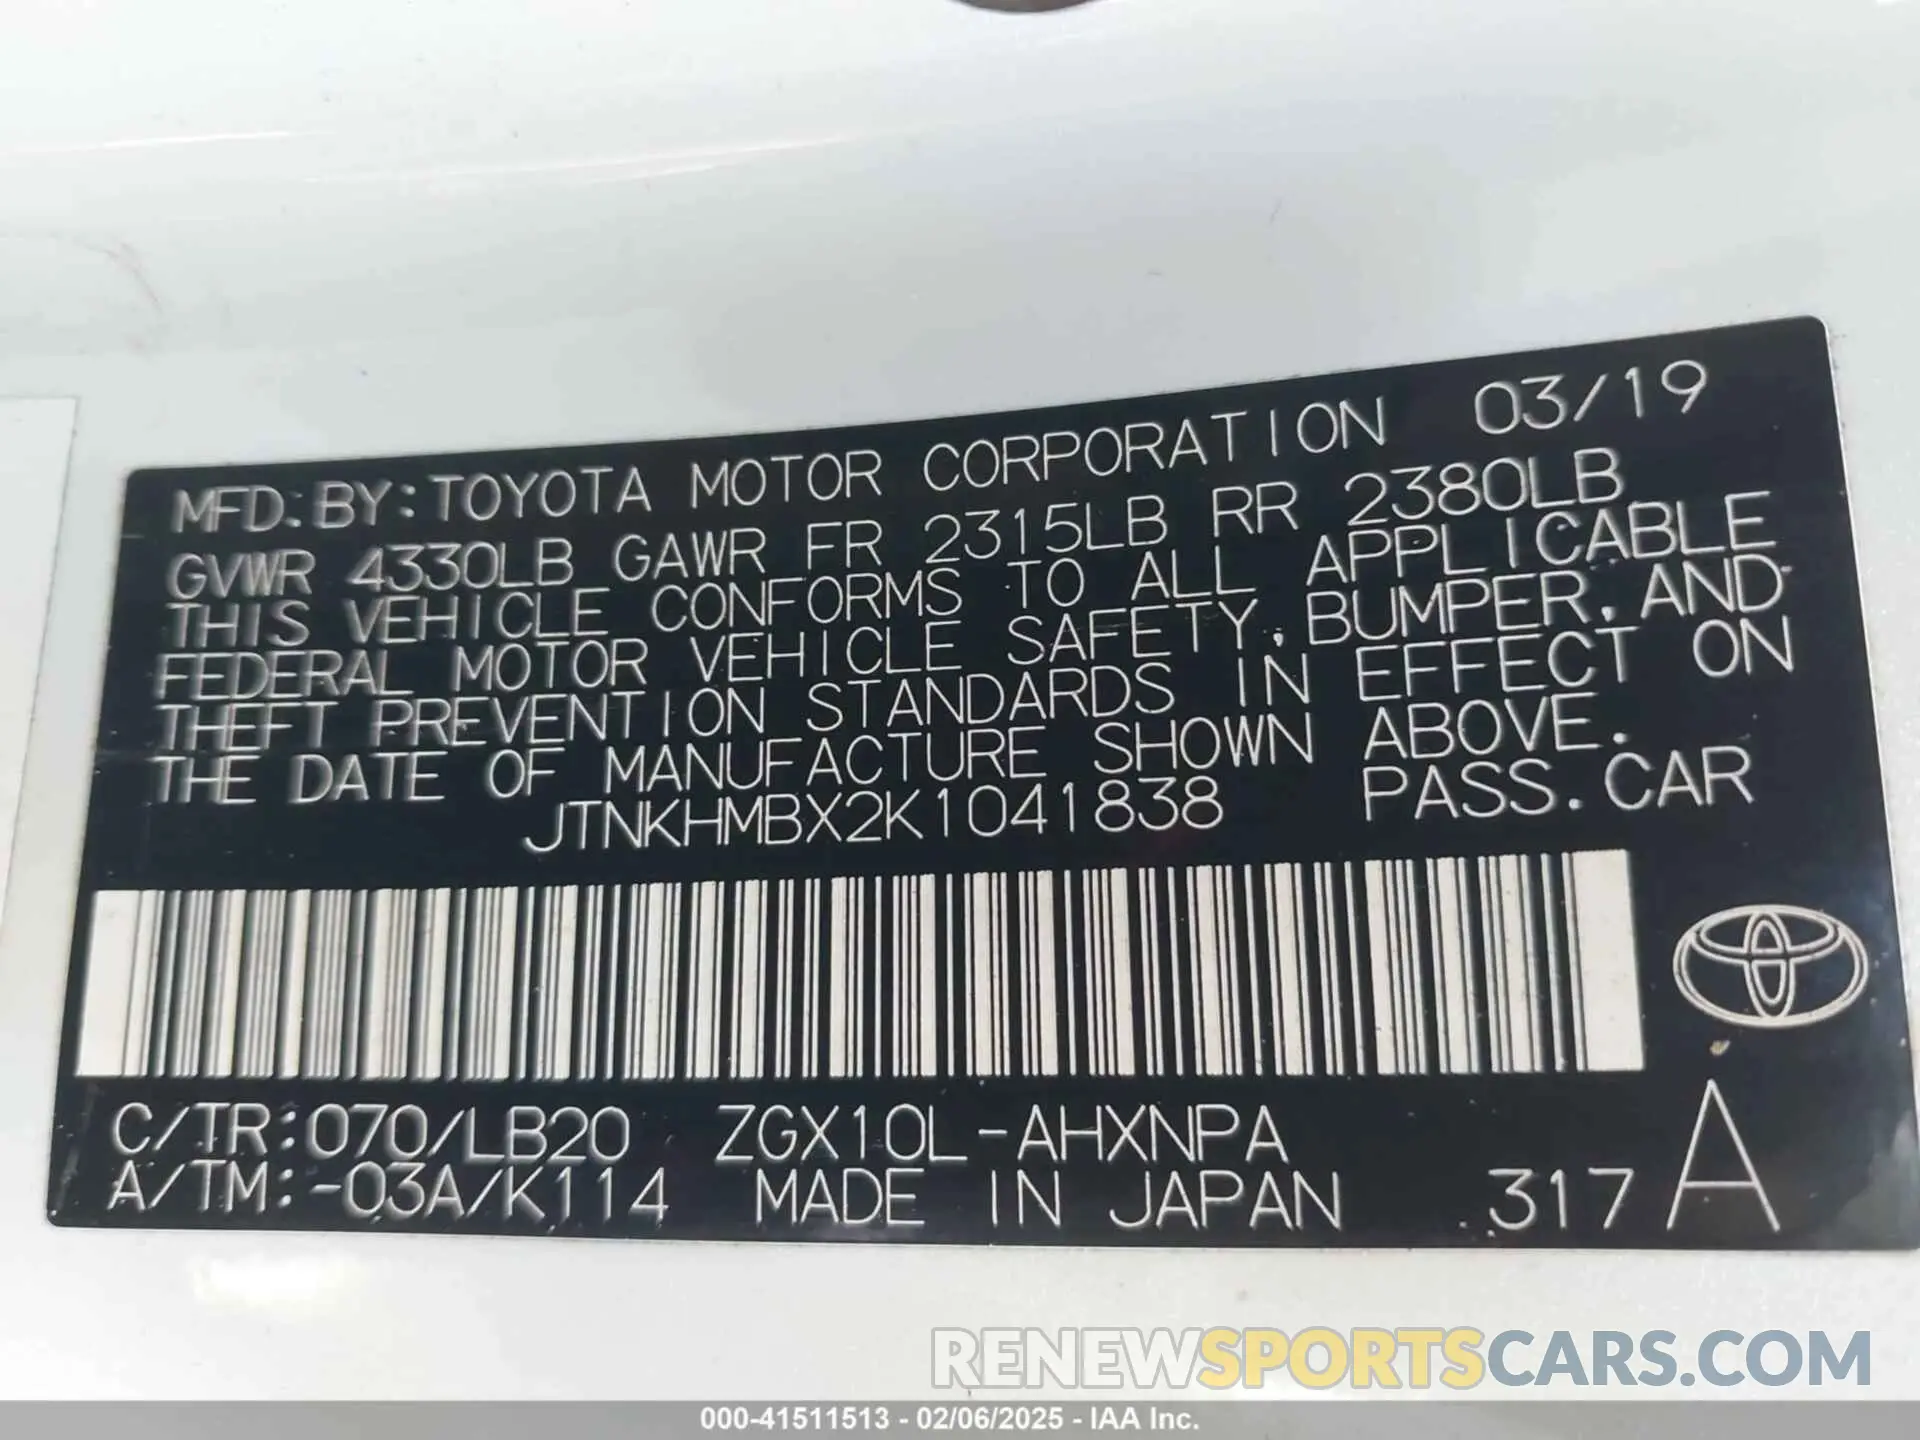 MFD. BY: TOYOTA MOTOR CORPORATION 03/19
GVWR 4330LB GAWR FR 2315LB RR 2380LB
THIS VEHICLE CONFORMS TO ALL APPLICABLE
FEDERAL MOTOR VEHICLE SAFETY, BUMPER, AND
THEFT PREVENTION STANDARDS IN EFFECT ON
THE DATE OF MANUFACTURE SHOWN ABOVE.
JTNKHMBX2K1041838 PASS. CAR
C/TR: 070/LB20 ZGX10L-AHXNPA
A/TM: -03A/K114 MADE IN JAPAN 317 A
RENEWSPORTSCARS.COM
000-41511513 - 02/06/2025 - IAA Inc.